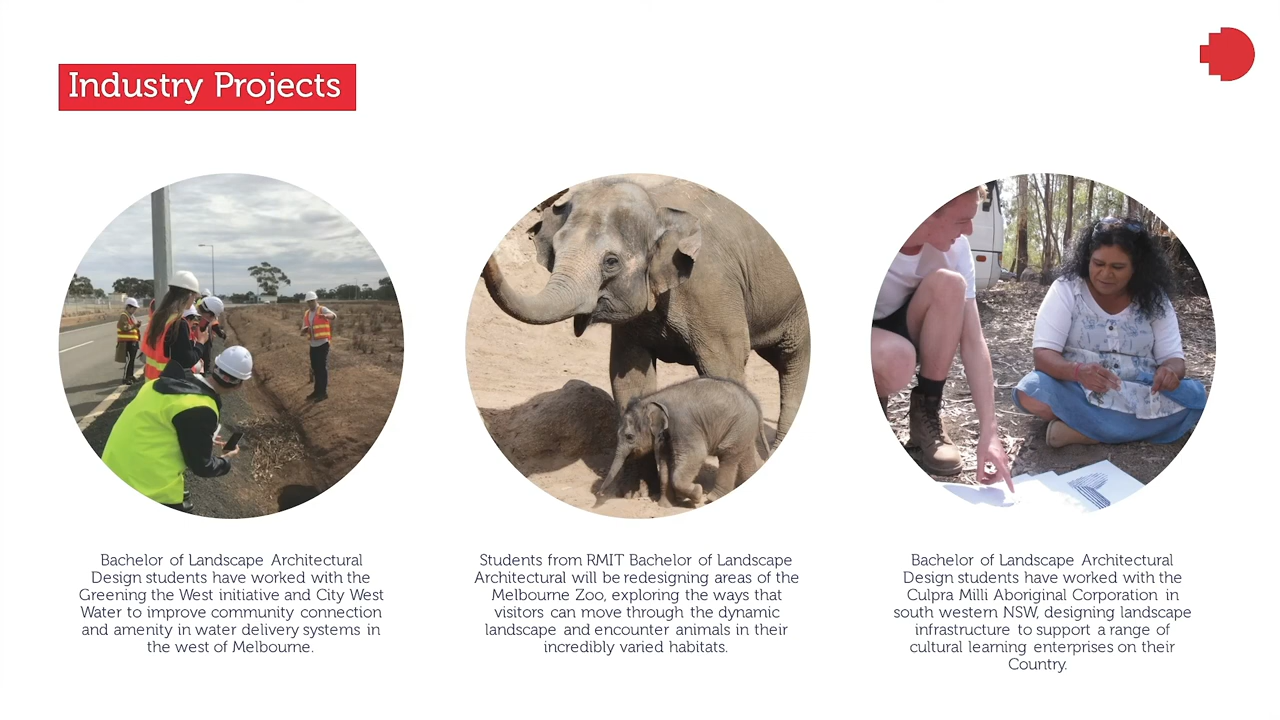 Industry Projects
Bachelor of Landscape Architectural
Design students have worked with the
Greening the West initiative and City West
Water to improve community connection
and amenity in water delivery systems in
the west of Melbourne.
Students from RMIT Bachelor of Landscape
Architectural will be redesigning areas of the
Melbourne Zoo, exploring the ways that
visitors can move through the dynamic
landscape and encounter animals in their
incredibly varied habitats.
Bachelor of Landscape Architectural
Design students have worked with the
Culpra Milli Aboriginal Corporation in
south western NSW, designing landscape
infrastructure to support a range of
cultural learning enterprises on their
Country.